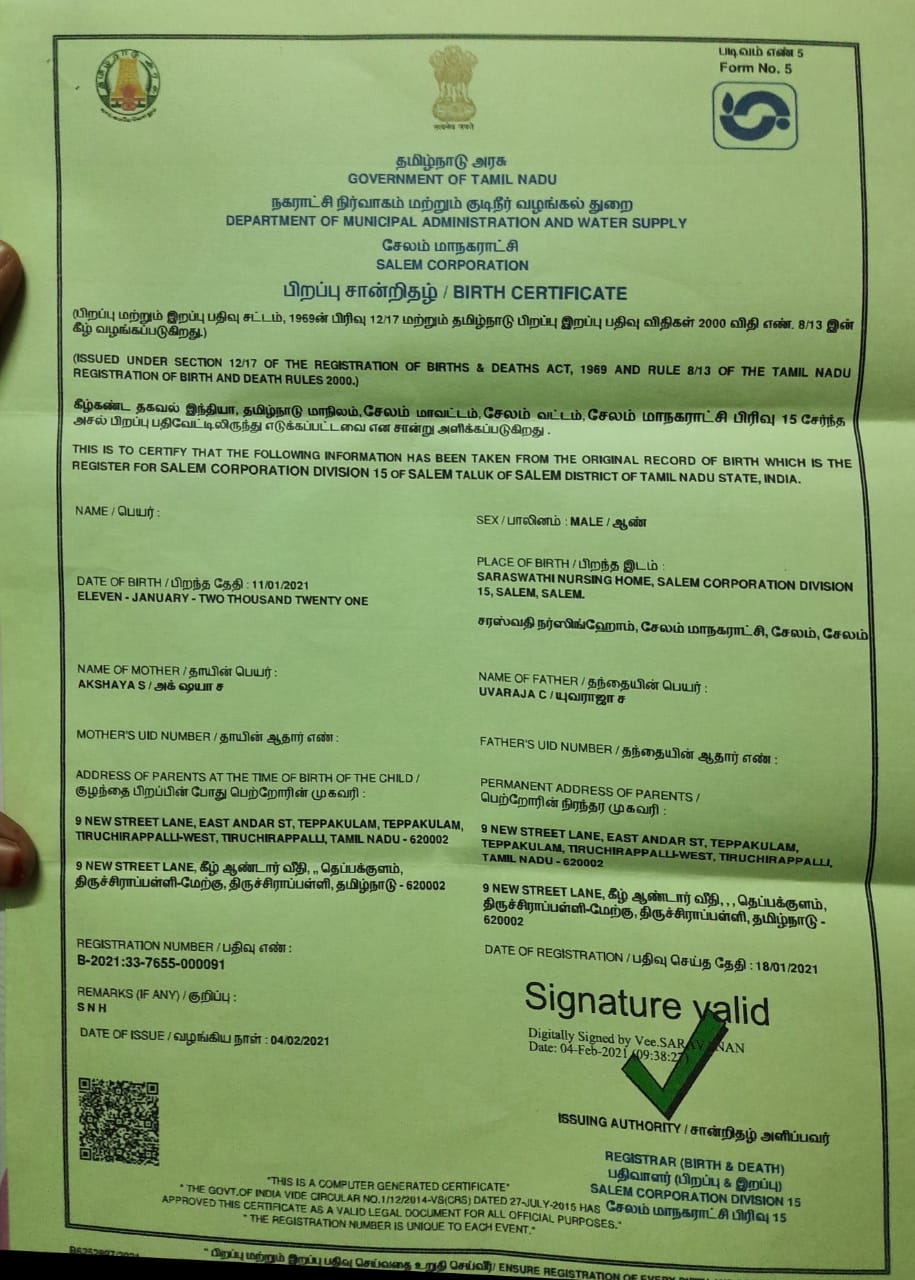 படிவம் எண் 5
Form No. 5
सत्यमेव जयते
தமிழ்நாடு அரசு
GOVERNMENT OF TAMIL NADU
நகராட்சி நிர்வாகம் மற்றும் குடிநீர் வழங்கல் துறை
DEPARTMENT OF MUNICIPAL ADMINISTRATION AND WATER SUPPLY
சேலம் மாநகராட்சி
SALEM CORPORATION
பிறப்பு சான்றிதழ் / BIRTH CERTIFICATE
(பிறப்பு மற்றும் இறப்பு பதிவு சட்டம், 1969ன் பிரிவு 12/17 மற்றும் தமிழ்நாடு பிறப்பு இறப்பு பதிவு விதிகள் 2000 விதி எண். 8/13 இன்
கீழ் வழங்கப்படுகிறது.)
(ISSUED UNDER SECTION 12/17 OF THE REGISTRATION OF BIRTHS & DEATHS ACT, 1969 AND RULE 8/13 OF THE TAMIL NADU
REGISTRATION OF BIRTH AND DEATH RULES 2000.)
கீழ்கண்ட தகவல் இந்தியா, தமிழ்நாடு மாநிலம், சேலம் மாவட்டம், சேலம் வட்டம், சேலம் மாநகராட்சி பிரிவு 15 சேர்ந்த
அசல் பிறப்பு பதிவேட்டிலிருந்து எடுக்கப்பட்டவை என சான்று அளிக்கப்படுகிறது .
THIS IS TO CERTIFY THAT THE FOLLOWING INFORMATION HAS BEEN TAKEN FROM THE ORIGINAL RECORD OF BIRTH WHICH IS THE
REGISTER FOR SALEM CORPORATION DIVISION 15 OF SALEM TALUK OF SALEM DISTRICT OF TAMIL NADU STATE, INDIA.
NAME / பெயர் :
SEX / பாலினம் : MALE / ஆண்
DATE OF BIRTH / பிறந்த தேதி : 11/01/2021
ELEVEN - JANUARY - TWO THOUSAND TWENTY ONE
PLACE OF BIRTH / பிறந்த இடம் :
SARASWATHI NURSING HOME, SALEM CORPORATION DIVISION
15, SALEM, SALEM.
சரஸ்வதி நர்ஸிங்ஹோம், சேலம் மாநகராட்சி, சேலம், சேலம்
NAME OF MOTHER / தாயின் பெயர் :
AKSHAYA S / அக் ஷயா ச
NAME OF FATHER / தந்தையின் பெயர் :
UVARAJA C / யுவராஜா ச
MOTHER'S UID NUMBER / தாயின் ஆதார் எண் :
FATHER'S UID NUMBER / தந்தையின் ஆதார் எண் :
ADDRESS OF PARENTS AT THE TIME OF BIRTH OF THE CHILD /
குழந்தை பிறப்பின் போது பெற்றோரின் முகவரி :
9 NEW STREET LANE, EAST ANDAR ST, TEPPAKULAM, TEPPAKULAM,
TIRUCHIRAPPALLI-WEST, TIRUCHIRAPPALLI, TAMIL NADU - 620002
9 NEW STREET LANE, கீழ் ஆண்டார் வீதி, ,, தெப்பக்குளம்,
திருச்சிராப்பள்ளி-மேற்கு, திருச்சிராப்பள்ளி, தமிழ்நாடு - 620002
PERMANENT ADDRESS OF PARENTS /
பெற்றோரின் நிரந்தர முகவரி :
9 NEW STREET LANE, EAST ANDAR ST, TEPPAKULAM,
TEPPAKULAM, TIRUCHIRAPPALLI-WEST, TIRUCHIRAPPALLI,
TAMIL NADU - 620002
9 NEW STREET LANE, கீழ் ஆண்டார் வீதி, , , தெப்பக்குளம்,
திருச்சிராப்பள்ளி-மேற்கு, திருச்சிராப்பள்ளி, தமிழ்நாடு -
620002
REGISTRATION NUMBER / பதிவு எண் :
B-2021:33-7655-000091
DATE OF REGISTRATION / பதிவு செய்த தேதி : 18/01/2021
REMARKS (IF ANY) / குறிப்பு :
S N H
DATE OF ISSUE / வழங்கிய நாள் : 04/02/2021
Signature valid
Digitally Signed by Vee.SARAVANAN
Date: 04-Feb-2021 (09:38:27)
ISSUING AUTHORITY / சான்றிதழ் அளிப்பவர்
REGISTRAR (BIRTH & DEATH)
பதிவாளர் (பிறப்பு & இறப்பு)
SALEM CORPORATION DIVISION 15
சேலம் மாநகராட்சி பிரிவு 15
"THIS IS A COMPUTER GENERATED CERTIFICATE"
" THE GOVT.OF INDIA VIDE CIRCULAR NO.1/12/2014-VS(CRS) DATED 27-JULY-2015 HAS
APPROVED THIS CERTIFICATE AS A VALID LEGAL DOCUMENT FOR ALL OFFICIAL PURPOSES."
" THE REGISTRATION NUMBER IS UNIQUE TO EACH EVENT."
" பிறப்பு மற்றும் இறப்பு பதிவு செய்வதை உறுதி செய்வீர்/ ENSURE REGISTRATION OF EVERY BIRTH